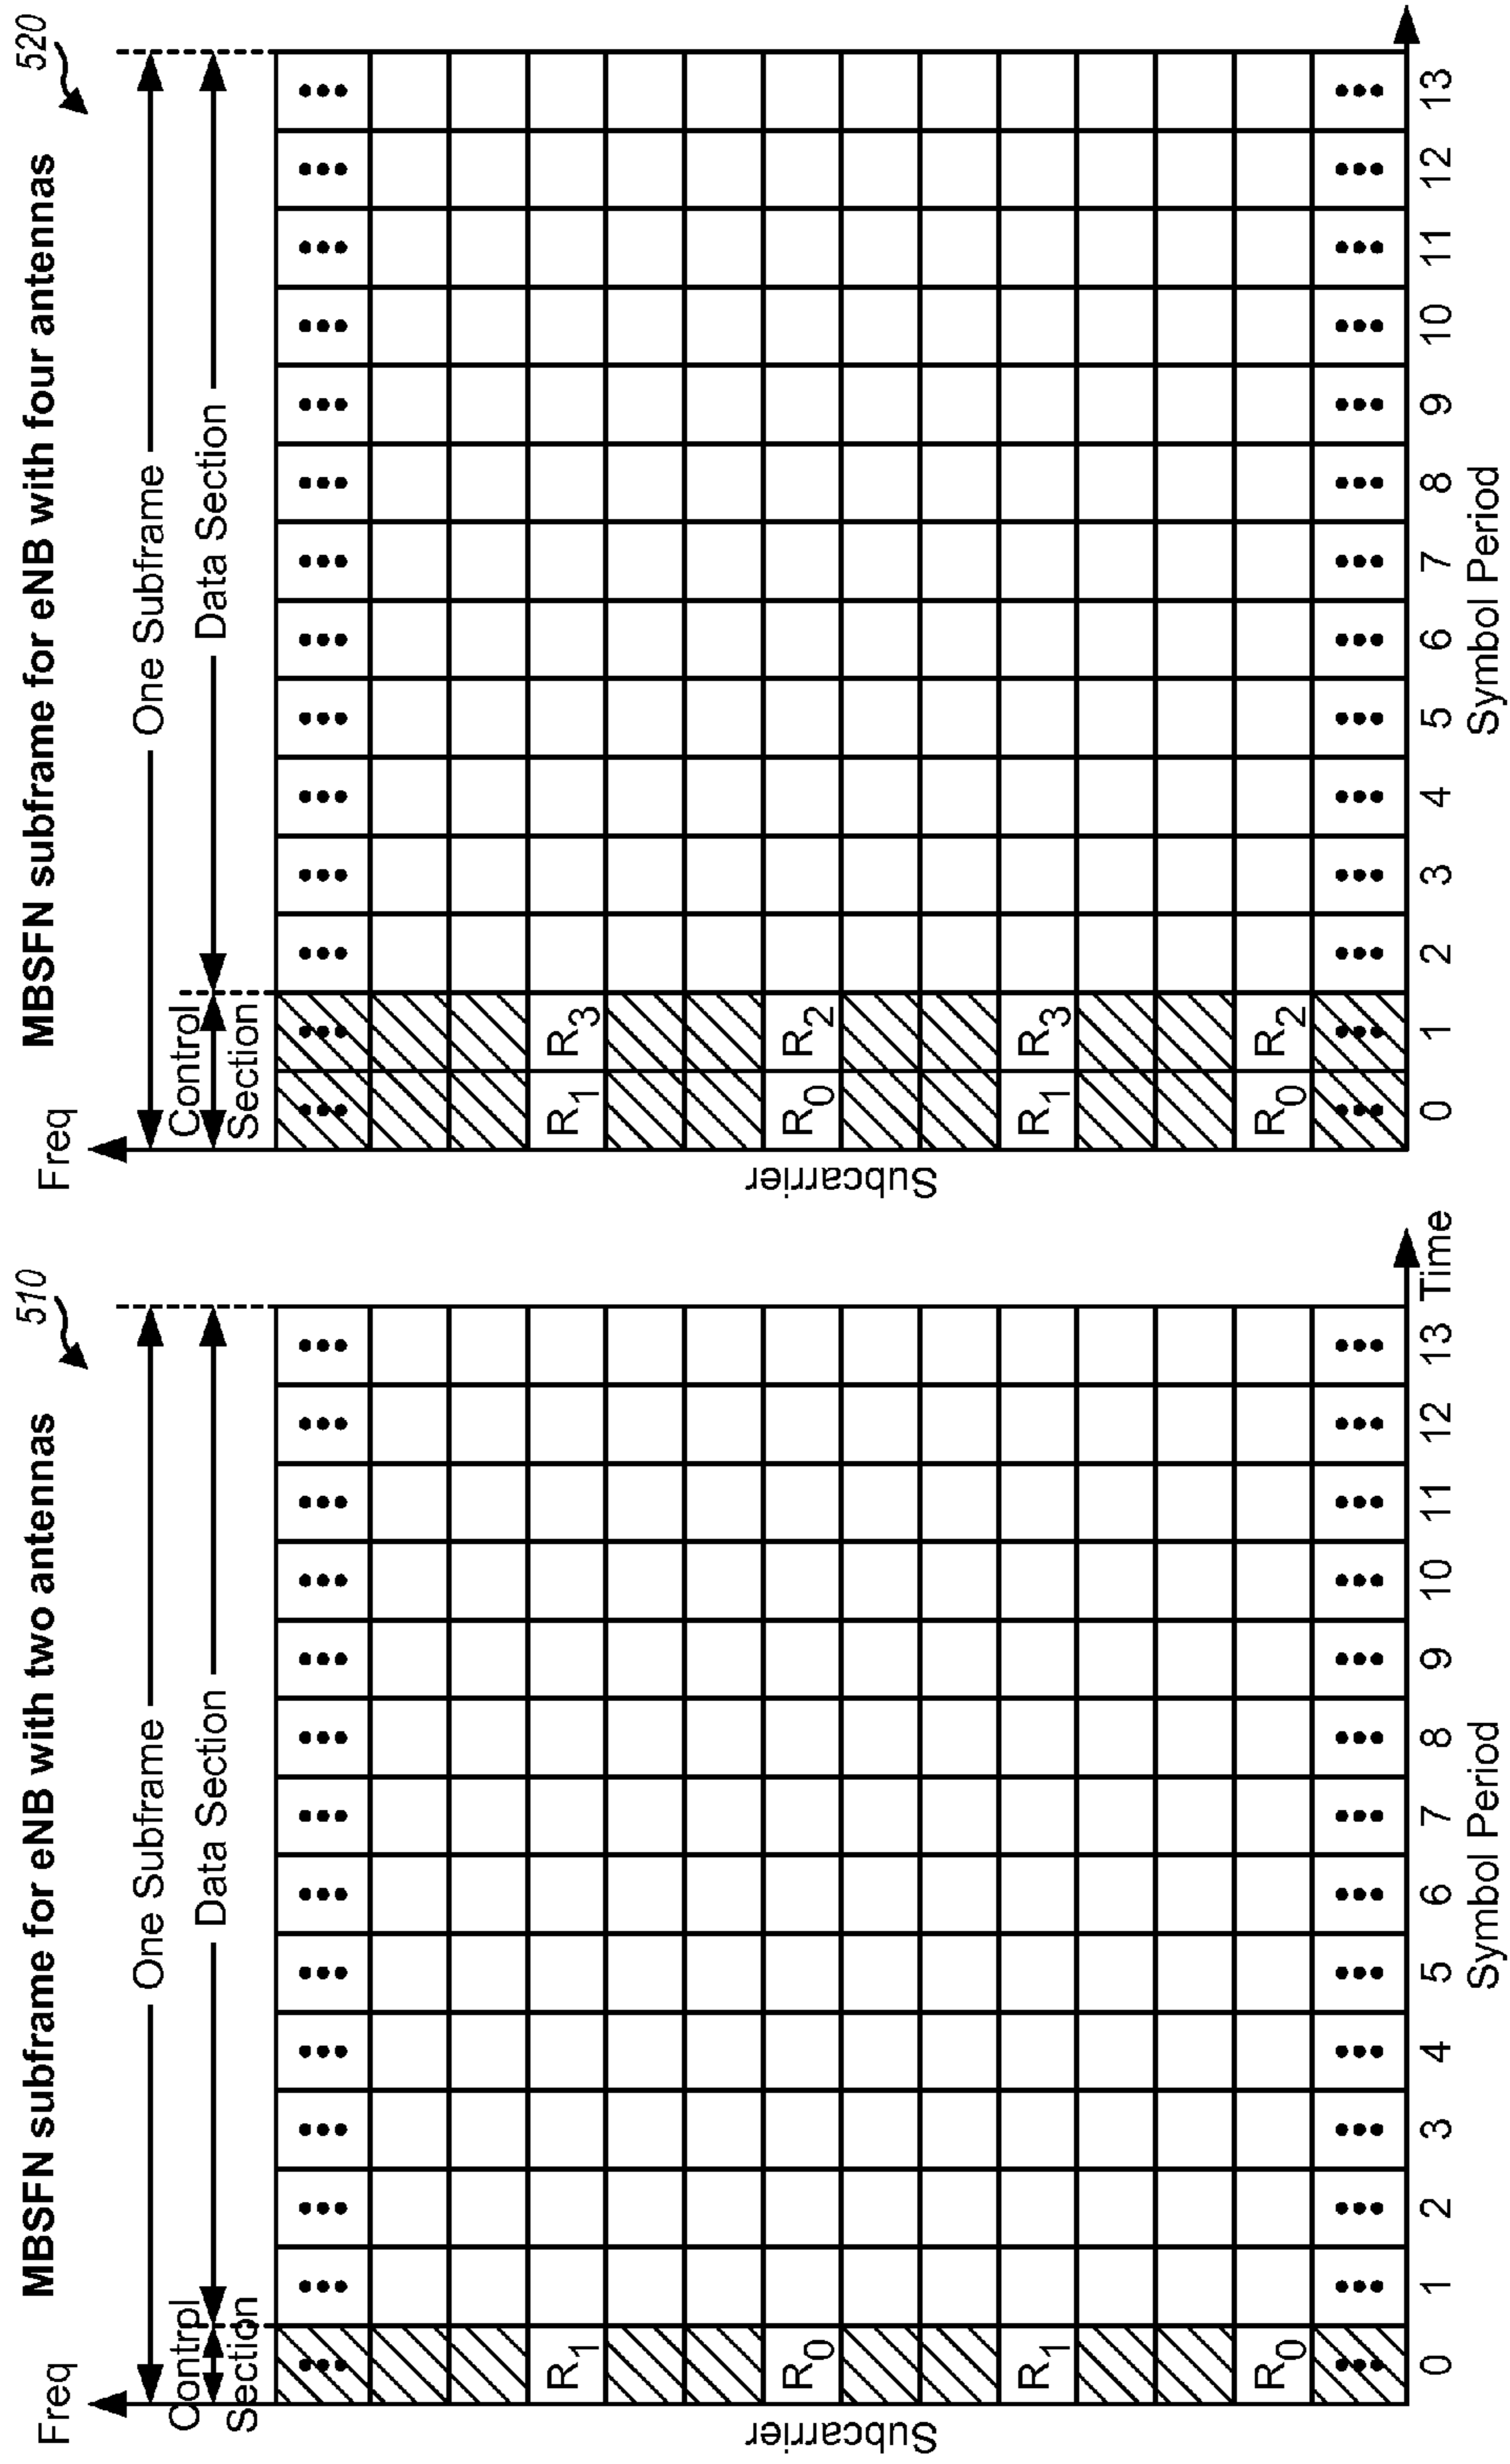 MBSFN subframe for eNB with two antennas
510
Freq
One Subframe
Control
Section
Data Section
Subcarrier
R1
R0
R1
R0
0 1 2 3 4 5 6 7 8 9 10 11 12 13
Time
Symbol Period
MBSFN subframe for eNB with four antennas
520
Freq
One Subframe
Control
Section
Data Section
Subcarrier
R1 R3
R0 R2
R1 R3
R0 R2
0 1 2 3 4 5 6 7 8 9 10 11 12 13
Symbol Period